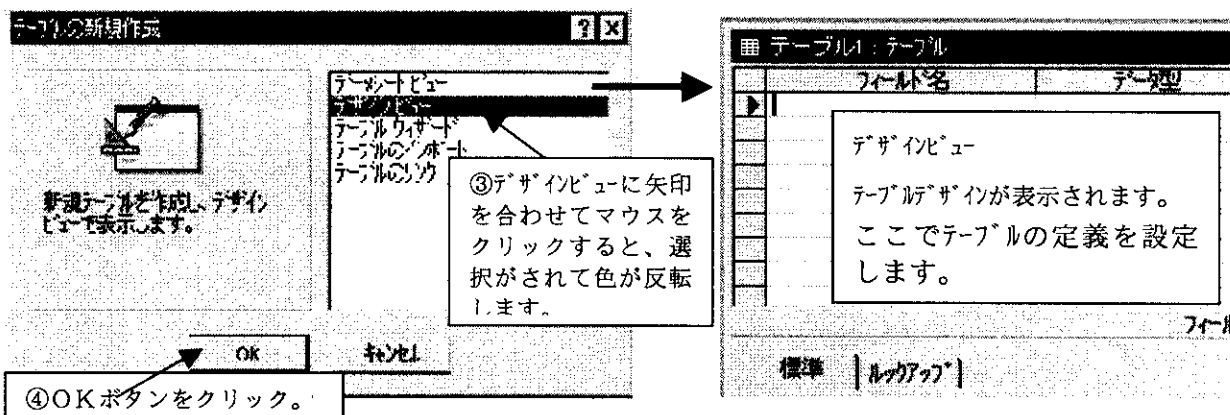 テーブルの新規作成
新規テーブルを作成し、デザイン
ビューで表示します。
データシート ビュー
デザイン ビュー
テーブル ウィザード
テーブルのインポート
テーブルのリンク
③ﾃﾞｻﾞｲﾝﾋﾞｭｰに矢印
を合わせてマウスを
クリックすると、選
択がされて色が反転
します。
OK
キャンセル
④OKボタンをクリック。
テーブル1 : テーブル
フィールド名 データ型
ﾃﾞｻﾞｲﾝﾋﾞｭｰ
ﾃｰﾌﾞﾙﾃﾞｻﾞｲﾝが表示されます。
ここでﾃｰﾌﾞﾙの定義を設定
します。
標準 ルックアップ